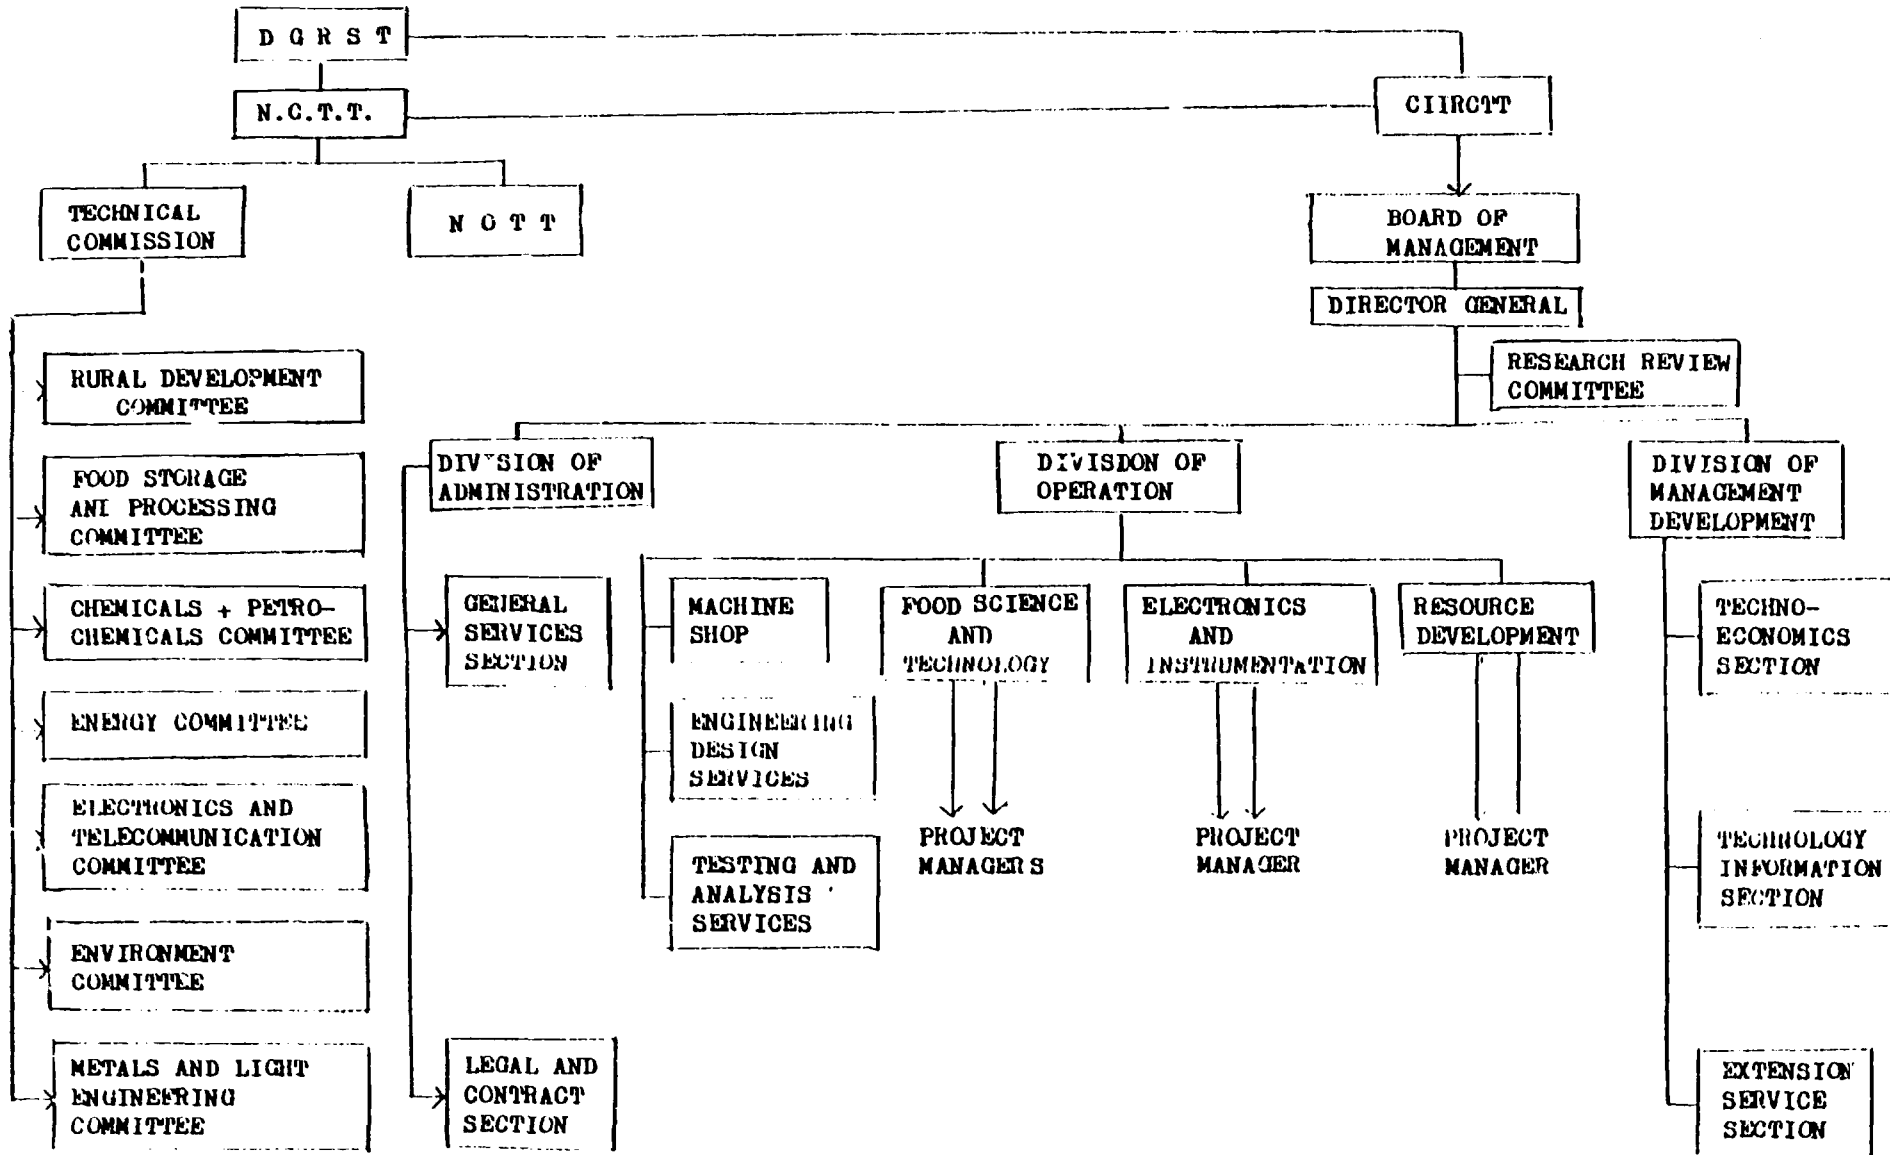 D G R S T
N.C.T.T.
CIIRCTT
TECHNICAL
COMMISSION
N O T T
BOARD OF
MANAGEMENT
DIRECTOR GENERAL
RESEARCH REVIEW
COMMITTEE
RURAL DEVELOPMENT
COMMITTEE
FOOD STORAGE
AND PROCESSING
COMMITTEE
CHEMICALS + PETRO-
CHEMICALS COMMITTEE
ENERGY COMMITTEE
ELECTRONICS AND
TELECOMMUNICATION
COMMITTEE
ENVIRONMENT
COMMITTEE
METALS AND LIGHT
ENGINEERING
COMMITTEE
DIVISION OF
ADMINISTRATION
GENERAL
SERVICES
SECTION
LEGAL AND
CONTRACT
SECTION
DIVISDON OF
OPERATION
MACHINE
SHOP
ENGINEERING
DESIGN
SERVICES
TESTING AND
ANALYSIS
SERVICES
FOOD SCIENCE
AND
TECHNOLOGY
PROJECT
MANAGERS
ELECTRONICS
AND
INSTRUMENTATION
PROJECT
MANAGER
RESOURCE
DEVELOPMENT
PROJECT
MANAGER
DIVISION OF
MANAGEMENT
DEVELOPMENT
TECHNO-
ECONOMICS
SECTION
TECHNOLOGY
INFORMATION
SECTION
EXTENSION
SERVICE
SECTION